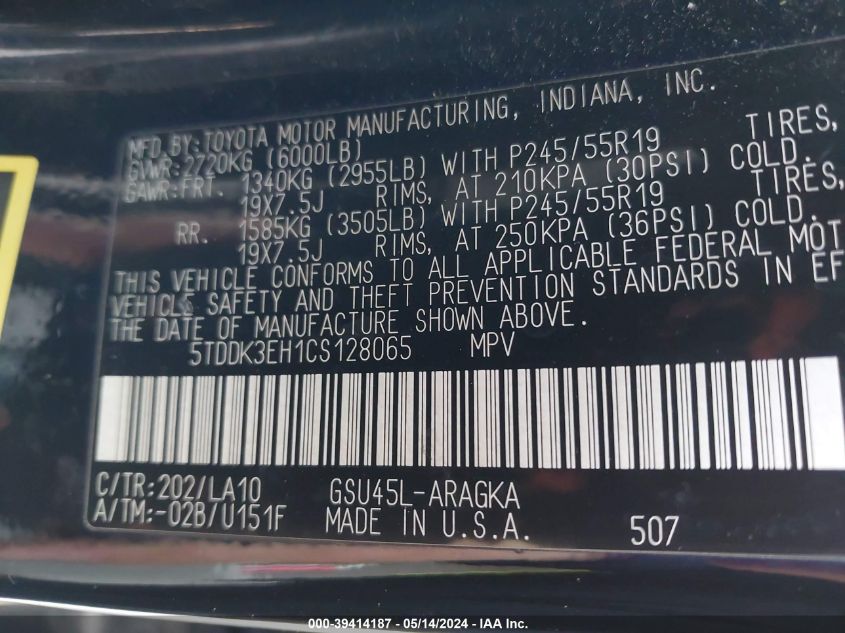 MFD.BY:TOYOTA MOTOR MANUFACTURING, INDIANA, INC.
GVWR:2720KG (6000LB)
GAWR:FRT. 1340KG (2955LB) WITH P245/55R19 TIRES,
19X7.5J RIMS, AT 210KPA (30PSI) COLD.
RR. 1585KG (3505LB) WITH P245/55R19 TIRES,
19X7.5J RIMS, AT 250KPA (36PSI) COLD.
THIS VEHICLE CONFORMS TO ALL APPLICABLE FEDERAL MOT
VEHICLE SAFETY AND THEFT PREVENTION STANDARDS IN EF
THE DATE OF MANUFACTURE SHOWN ABOVE.
5TDDK3EH1CS128065 MPV
C/TR:202/LA10 GSU45L-ARAGKA
A/TM:-02B/U151F MADE IN U.S.A. 507
000-39414187 - 05/14/2024 - IAA Inc.